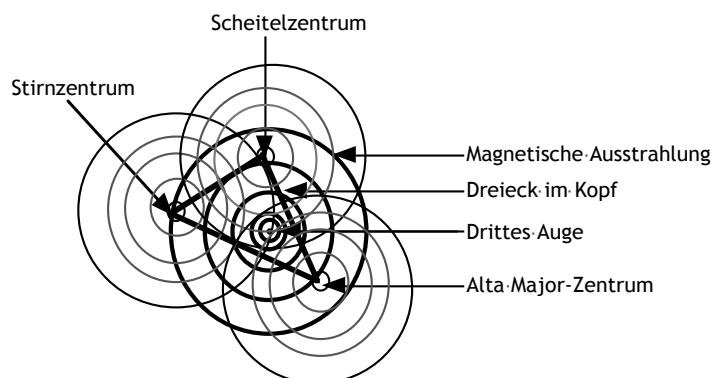 Scheitelzentrum
Stirnzentrum
Magnetische Ausstrahlung
Dreieck im Kopf
Drittes Auge
Alta Major-Zentrum